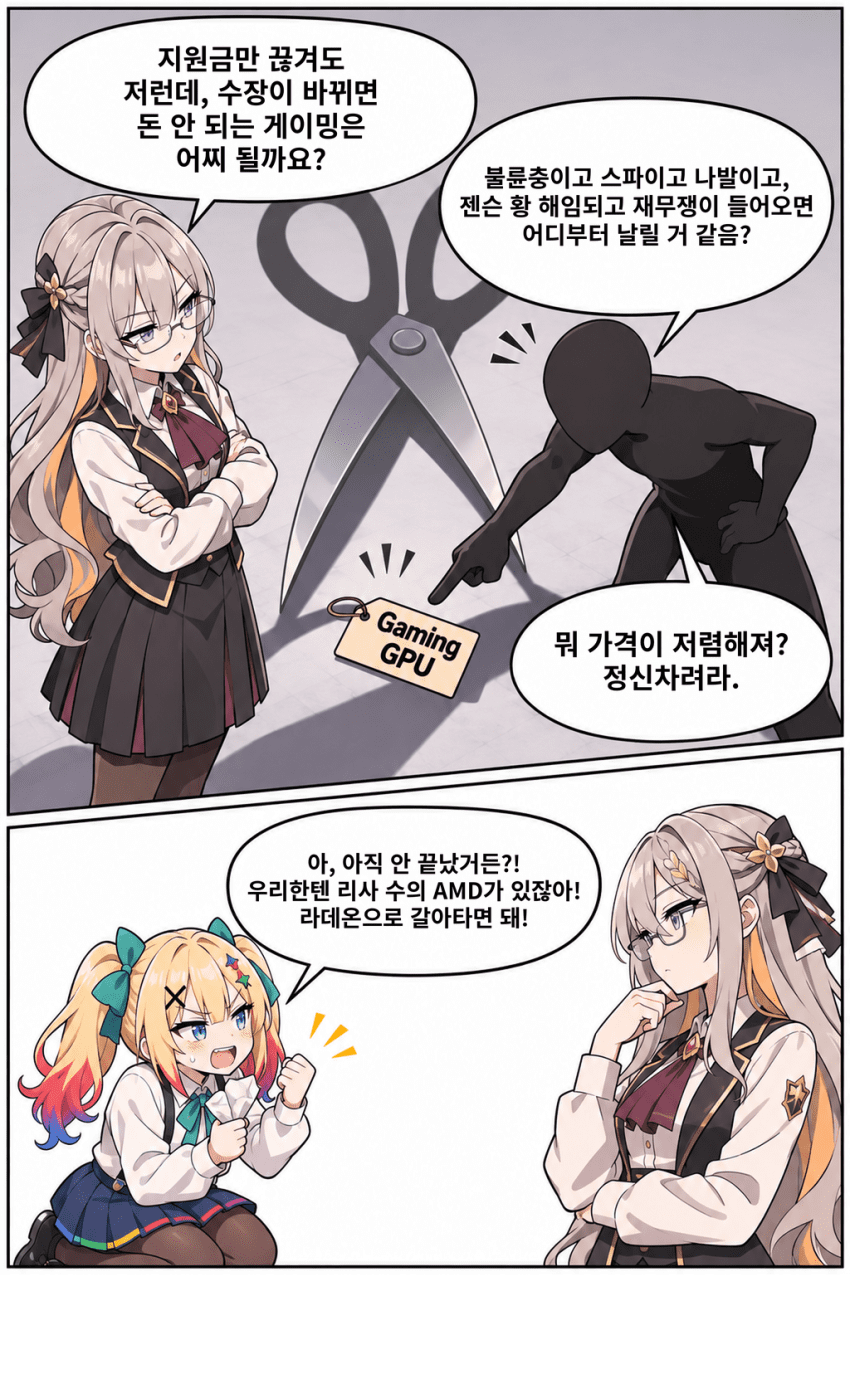 지원금만 끊겨도
저런데, 수장이 바뀌면
돈 안 되는 게이밍은
어찌 될까요?
불륜충이고 스파이고 나발이고,
젠슨 황 해임되고 재무쟁이 들어오면
어디부터 날릴 거 같음?
Gaming
GPU
뭐 가격이 저렴해져?
정신차려라.
아, 아직 안 끝났거든?!
우리한텐 리사 수의 AMD가 있잖아!
라데온으로 갈아타면 돼!